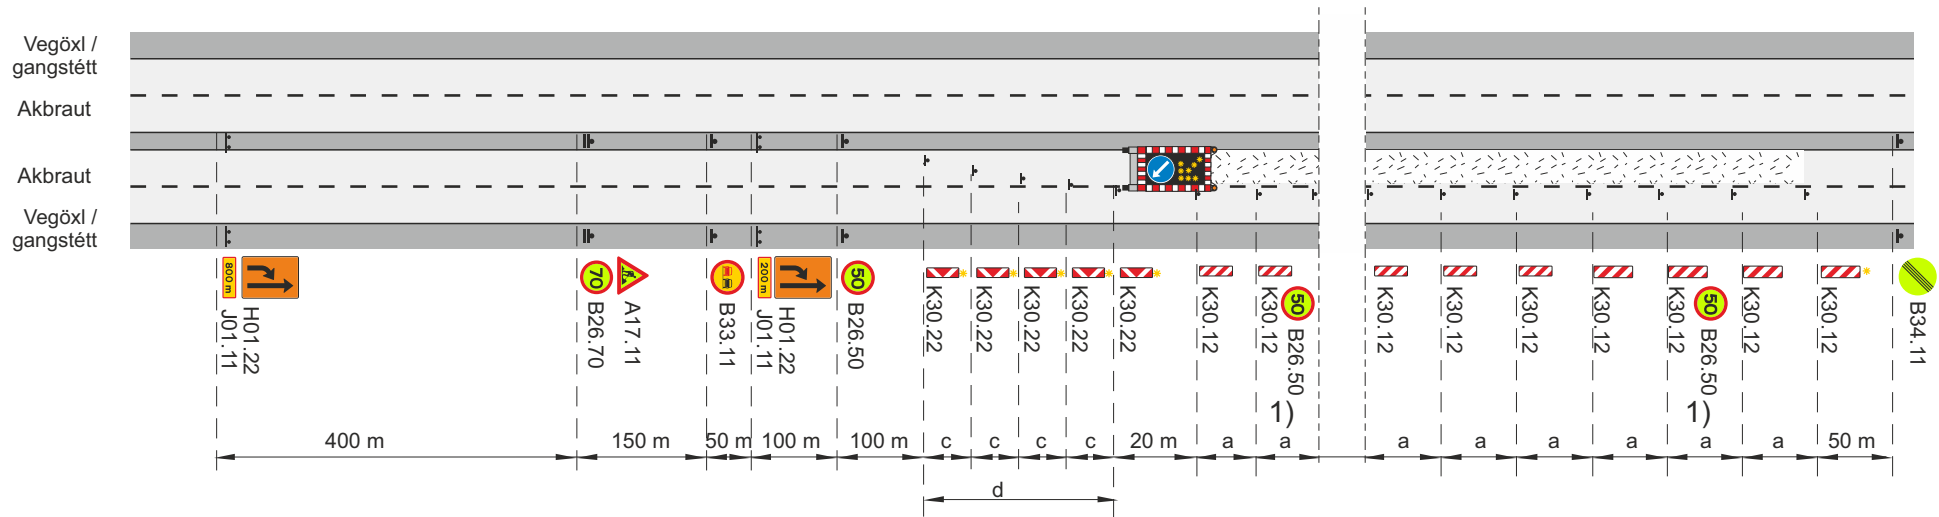 Vegöxl /
gangstétt
Akbraut
Akbraut
Vegöxl /
gangstétt
800 m
J01.11
H01.22
70
B26.70
A17.11
B33.11
200 m
J01.11
H01.22
50
B26.50
K30.22
K30.22
K30.22
K30.22
K30.22
K30.12
K30.12
50
B26.50
1)
K30.12
K30.12
K30.12
K30.12
K30.12
50
B26.50
1)
K30.12
K30.12
B34.11
400 m
150 m
50 m
100 m
100 m
c
c
c
c
20 m
a
a
a
a
a
a
a
a
50 m
d